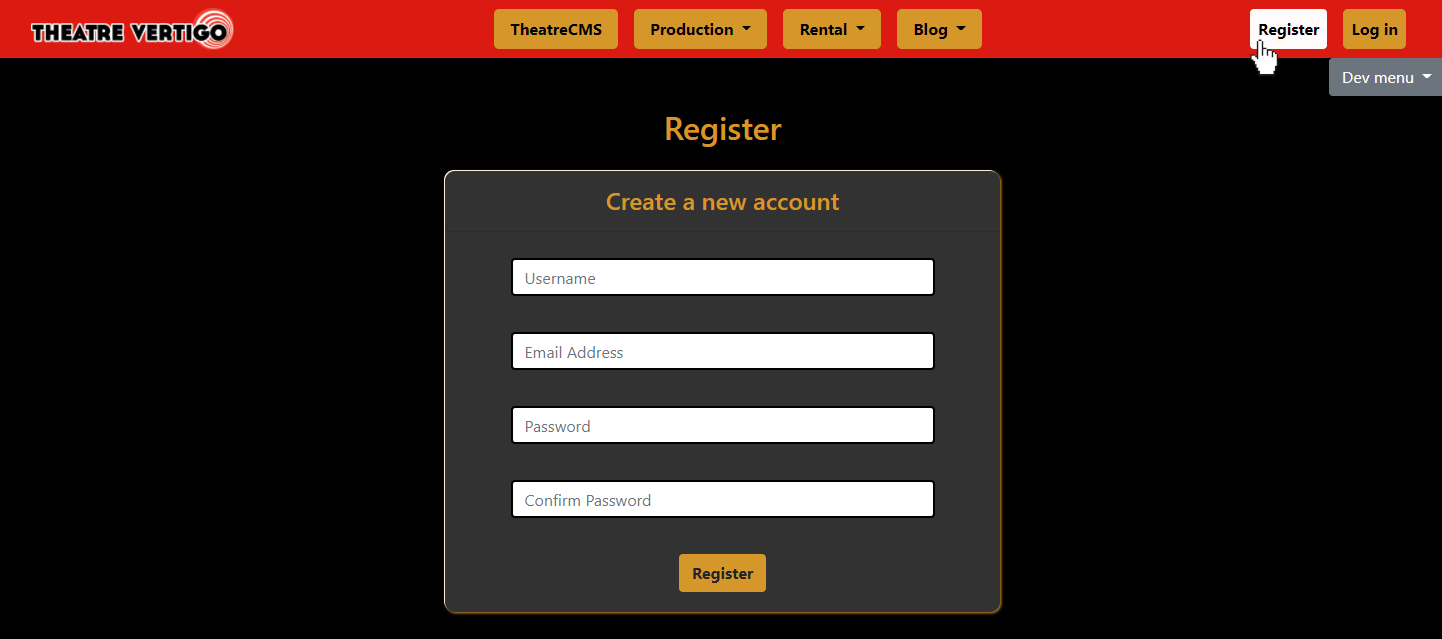 THEATRE VERTIGO TheatreCMS Production Rental Blog Register Log in
Dev menu
Register
Create a new account
Username
Email Address
Password
Confirm Password
Register